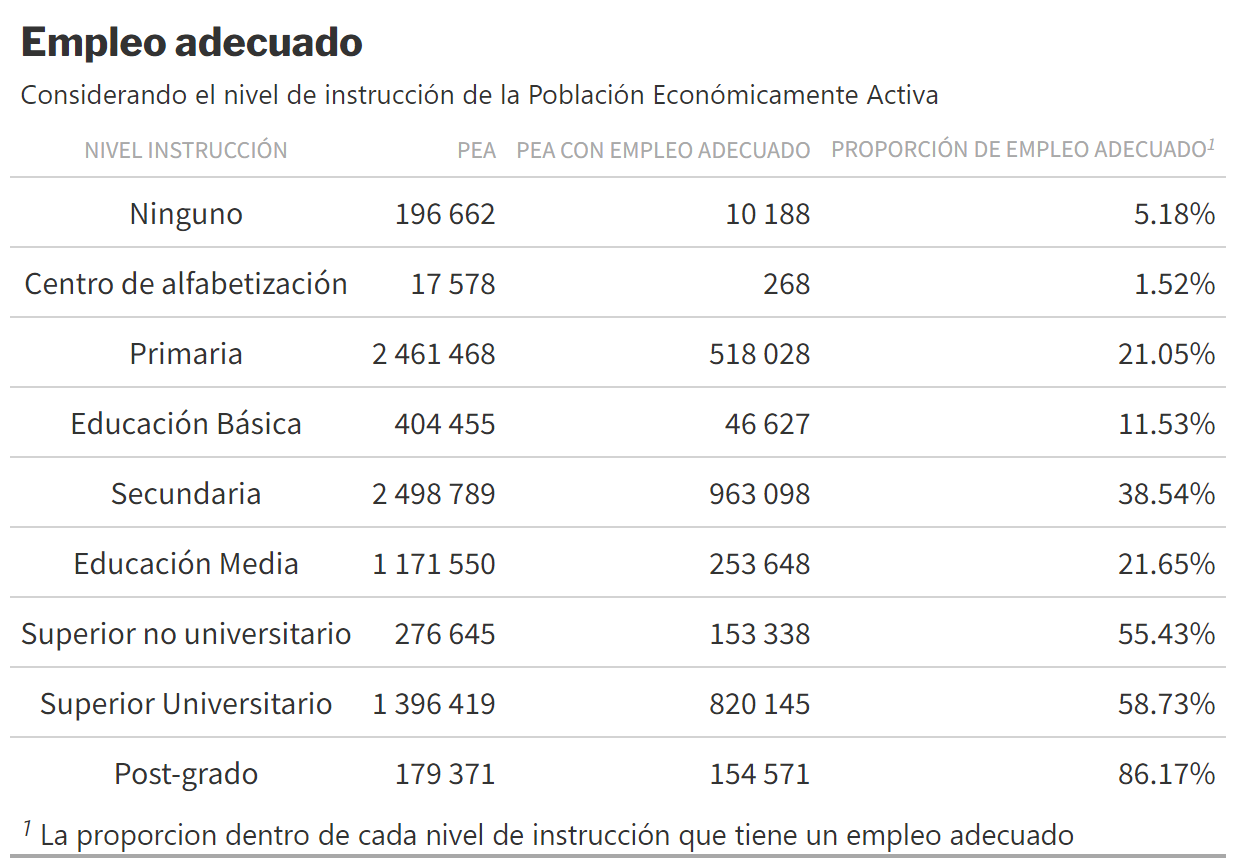 Empleo adecuado
Considerando el nivel de instrucción de la Población Económicamente Activa
NIVEL INSTRUCCIÓN PEA PEA CON EMPLEO ADECUADO PROPORCIÓN DE EMPLEO ADECUADO1
Ninguno 196 662 10 188 5.18%
Centro de alfabetización 17 578 268 1.52%
Primaria 2 461 468 518 028 21.05%
Educación Básica 404 455 46 627 11.53%
Secundaria 2 498 789 963 098 38.54%
Educación Media 1 171 550 253 648 21.65%
Superior no universitario 276 645 153 338 55.43%
Superior Universitario 1 396 419 820 145 58.73%
Post-grado 179 371 154 571 86.17%
1 La proporcion dentro de cada nivel de instrucción que tiene un empleo adecuado